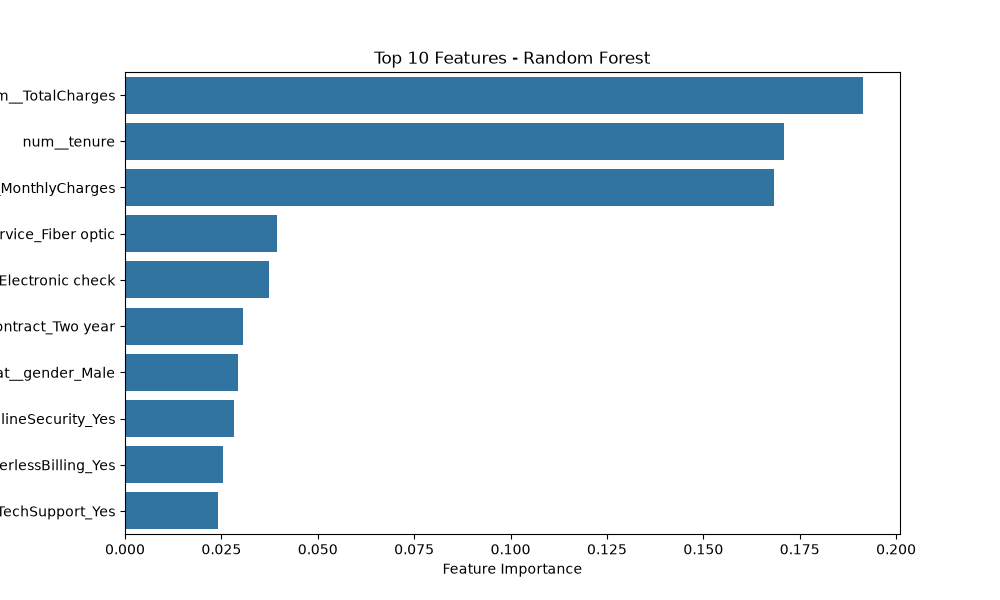 Top 10 Features - Random Forest
m__TotalCharges
num__tenure
_MonthlyCharges
rvice_Fiber optic
Electronic check
ontract_Two year
at__gender_Male
lineSecurity_Yes
erlessBilling_Yes
TechSupport_Yes
0.000 0.025 0.050 0.075 0.100 0.125 0.150 0.175 0.200
Feature Importance